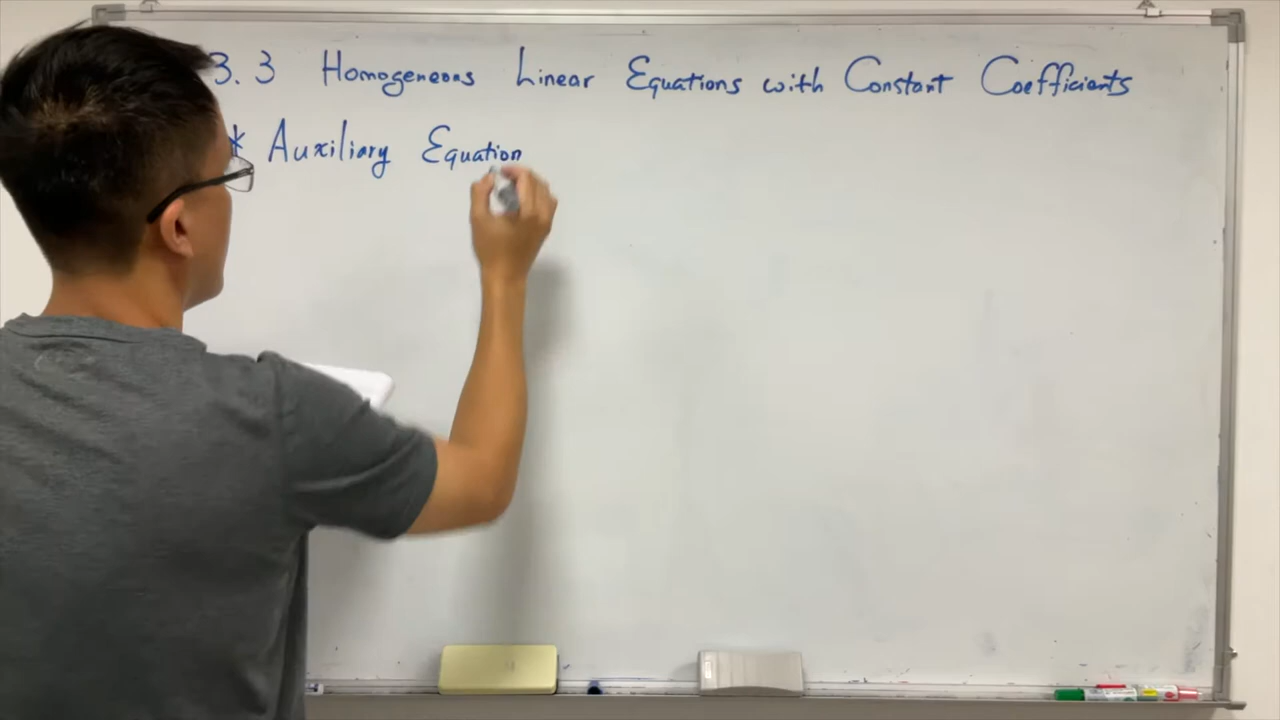 3.3 Homogeneous Linear Equations with Constant Coefficients
* Auxiliary Equation